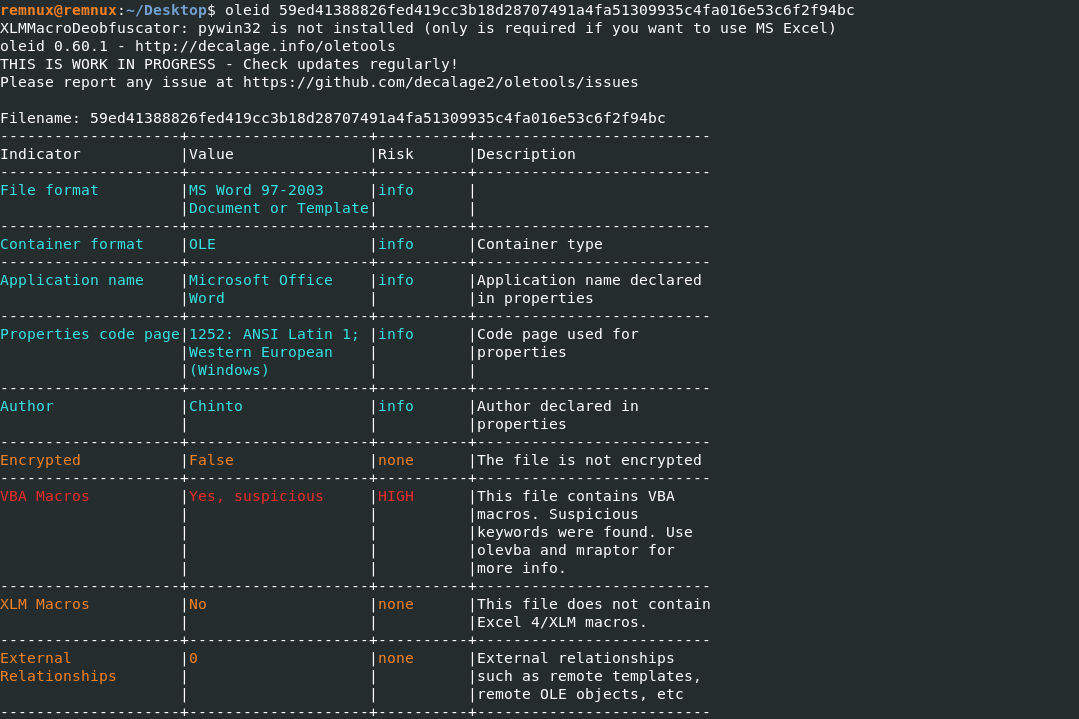 remnux@remnux:~/Desktop$ oleid 59ed41388826fed419cc3b18d28707491a4fa51309935c4fa016e53c6f2f94bc
XLMMacroDeobfuscator: pywin32 is not installed (only is required if you want to use MS Excel)
oleid 0.60.1 - http://decalage.info/oletools
THIS IS WORK IN PROGRESS - Check updates regularly!
Please report any issue at https://github.com/decalage2/oletools/issues

Filename: 59ed41388826fed419cc3b18d28707491a4fa51309935c4fa016e53c6f2f94bc
--------------------+--------------------+----------+--------------------------
Indicator           |Value               |Risk      |Description
--------------------+--------------------+----------+--------------------------
File format         |MS Word 97-2003     |info      |
                    |Document or Template|          |
--------------------+--------------------+----------+--------------------------
Container format    |OLE                 |info      |Container type
--------------------+--------------------+----------+--------------------------
Application name    |Microsoft Office    |info      |Application name declared
                    |Word                |          |in properties
--------------------+--------------------+----------+--------------------------
Properties code page|1252: ANSI Latin 1; |info      |Code page used for
                    |Western European    |          |properties
                    |(Windows)           |          |
--------------------+--------------------+----------+--------------------------
Author              |Chinto              |info      |Author declared in
                    |                    |          |properties
--------------------+--------------------+----------+--------------------------
Encrypted           |False               |none      |The file is not encrypted
--------------------+--------------------+----------+--------------------------
VBA Macros          |Yes, suspicious     |HIGH      |This file contains VBA
                    |                    |          |macros. Suspicious
                    |                    |          |keywords were found. Use
                    |                    |          |olevba and mraptor for
                    |                    |          |more info.
--------------------+--------------------+----------+--------------------------
XLM Macros          |No                  |none      |This file does not contain
                    |                    |          |Excel 4/XLM macros.
--------------------+--------------------+----------+--------------------------
External            |0                   |none      |External relationships
Relationships       |                    |          |such as remote templates,
                    |                    |          |remote OLE objects, etc
--------------------+--------------------+----------+--------------------------